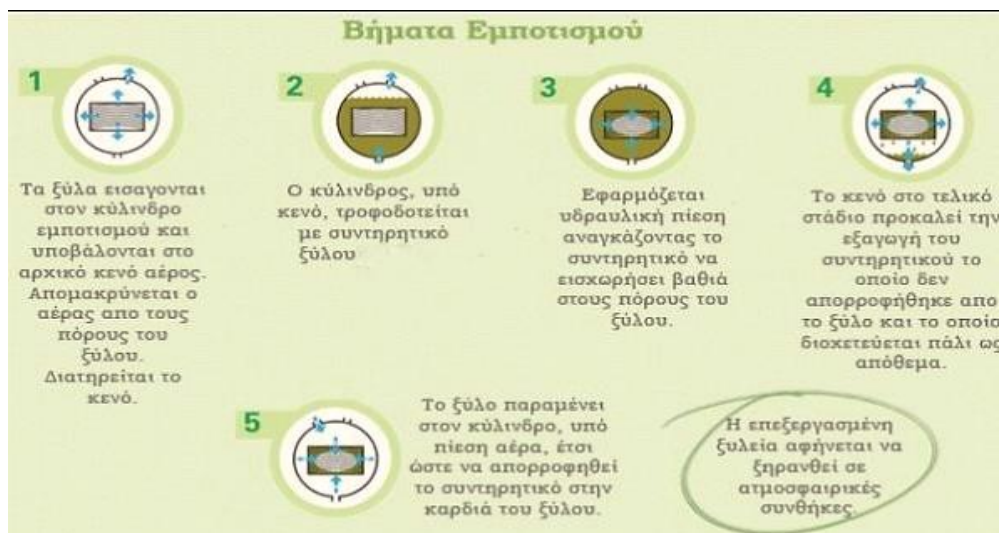 Βήματα Εμποτισμού
1
Τα ξύλα εισαγονται
στον κύλινδρο
εμποτισμού και
υποβάλονται στο
αρχικό κενό αέρος.
Απομακρύνεται ο
αέρας απο τους
πόρους του
ξύλου.
Διατηρείται το
κενό.
2
Ο κύλινδρος, υπό
κενό, τροφοδοτείται
με συντηρητικό
ξύλου
3
Εφαρμόζεται
υδραυλική πίεση
αναγκάζοντας το
συντηρητικό να
εισχωρήσει βαθιά
στους πόρους του
ξύλου.
4
Το κενό στο τελικό
στάδιο προκαλεί την
εξαγωγή του
συντηρητικού το
οποίο δεν
απορροφήθηκε απο
το ξύλο και το οποίο
διοχετεύεται πάλι ως
απόθεμα.
5
Το ξύλο παραμένει
στον κύλινδρο, υπό
πίεση αέρα, έτσι
ώστε να απορροφηθεί
το συντηρητικό στην
καρδιά του ξύλου.
Η επεξεργασμένη
ξυλεία αφήνεται να
ξηρανθεί σε
ατμοσφαιρικές
συνθήκες.